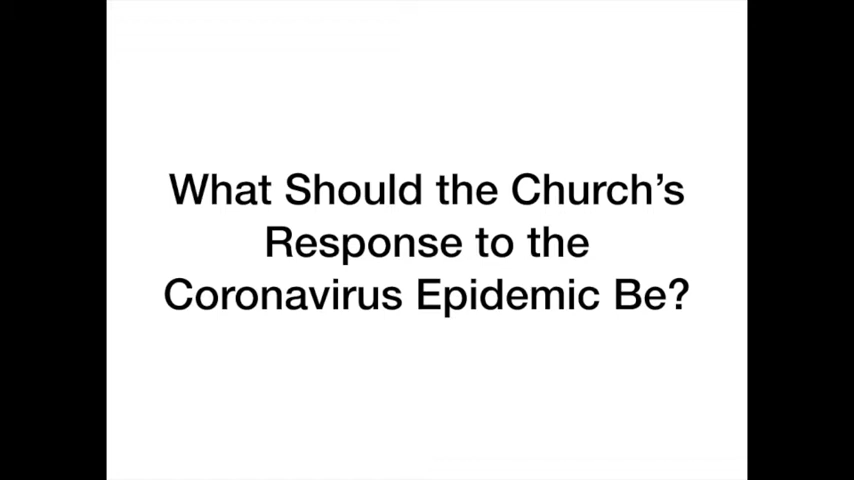 What Should the Church’s
Response to the
Coronavirus Epidemic Be?